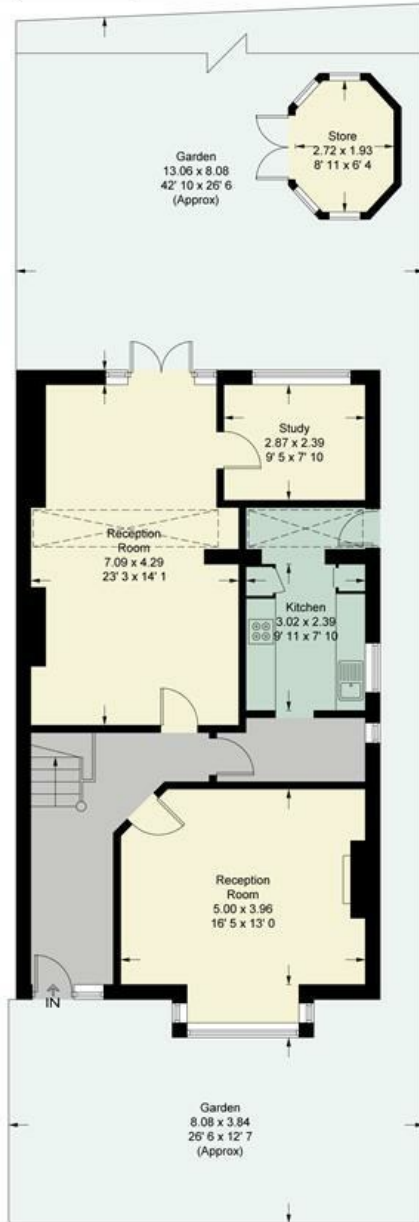 Store
2.72 x 1.93
8' 11 x 6' 4
Garden
13.06 x 8.08
42' 10 x 26' 6
(Approx)
Study
2.87 x 2.39
9' 5 x 7' 10
Reception
Room
7.09 x 4.29
23' 3 x 14' 1
Kitchen
3.02 x 2.39
9' 11 x 7' 10
Reception
Room
5.00 x 3.96
16' 5 x 13' 0
IN
Garden
8.08 x 3.84
26' 6 x 12' 7
(Approx)